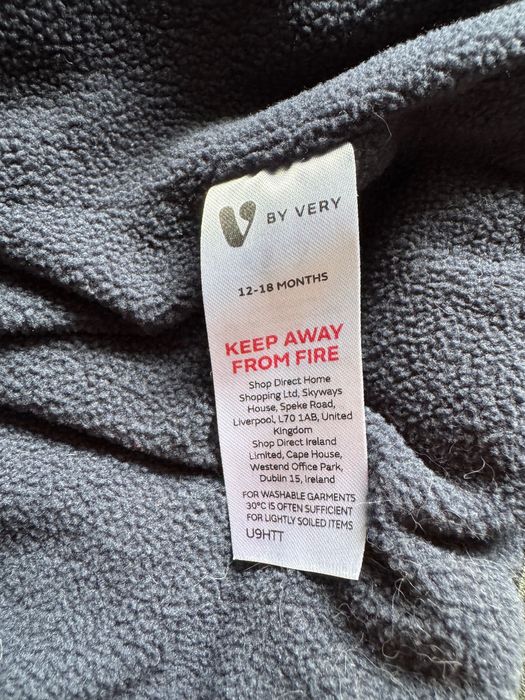 V BY VERY
12-18 MONTHS
KEEP AWAY
FROM FIRE
Shop Direct Home
Shopping Ltd, Skyways
House, Speke Road,
Liverpool, L70 1AB, United
Kingdom
Shop Direct Ireland
Limited, Cape House,
Westend Office Park,
Dublin 15, Ireland
FOR WASHABLE GARMENTS
30°C IS OFTEN SUFFICIENT
FOR LIGHTLY SOILED ITEMS
U9HTT